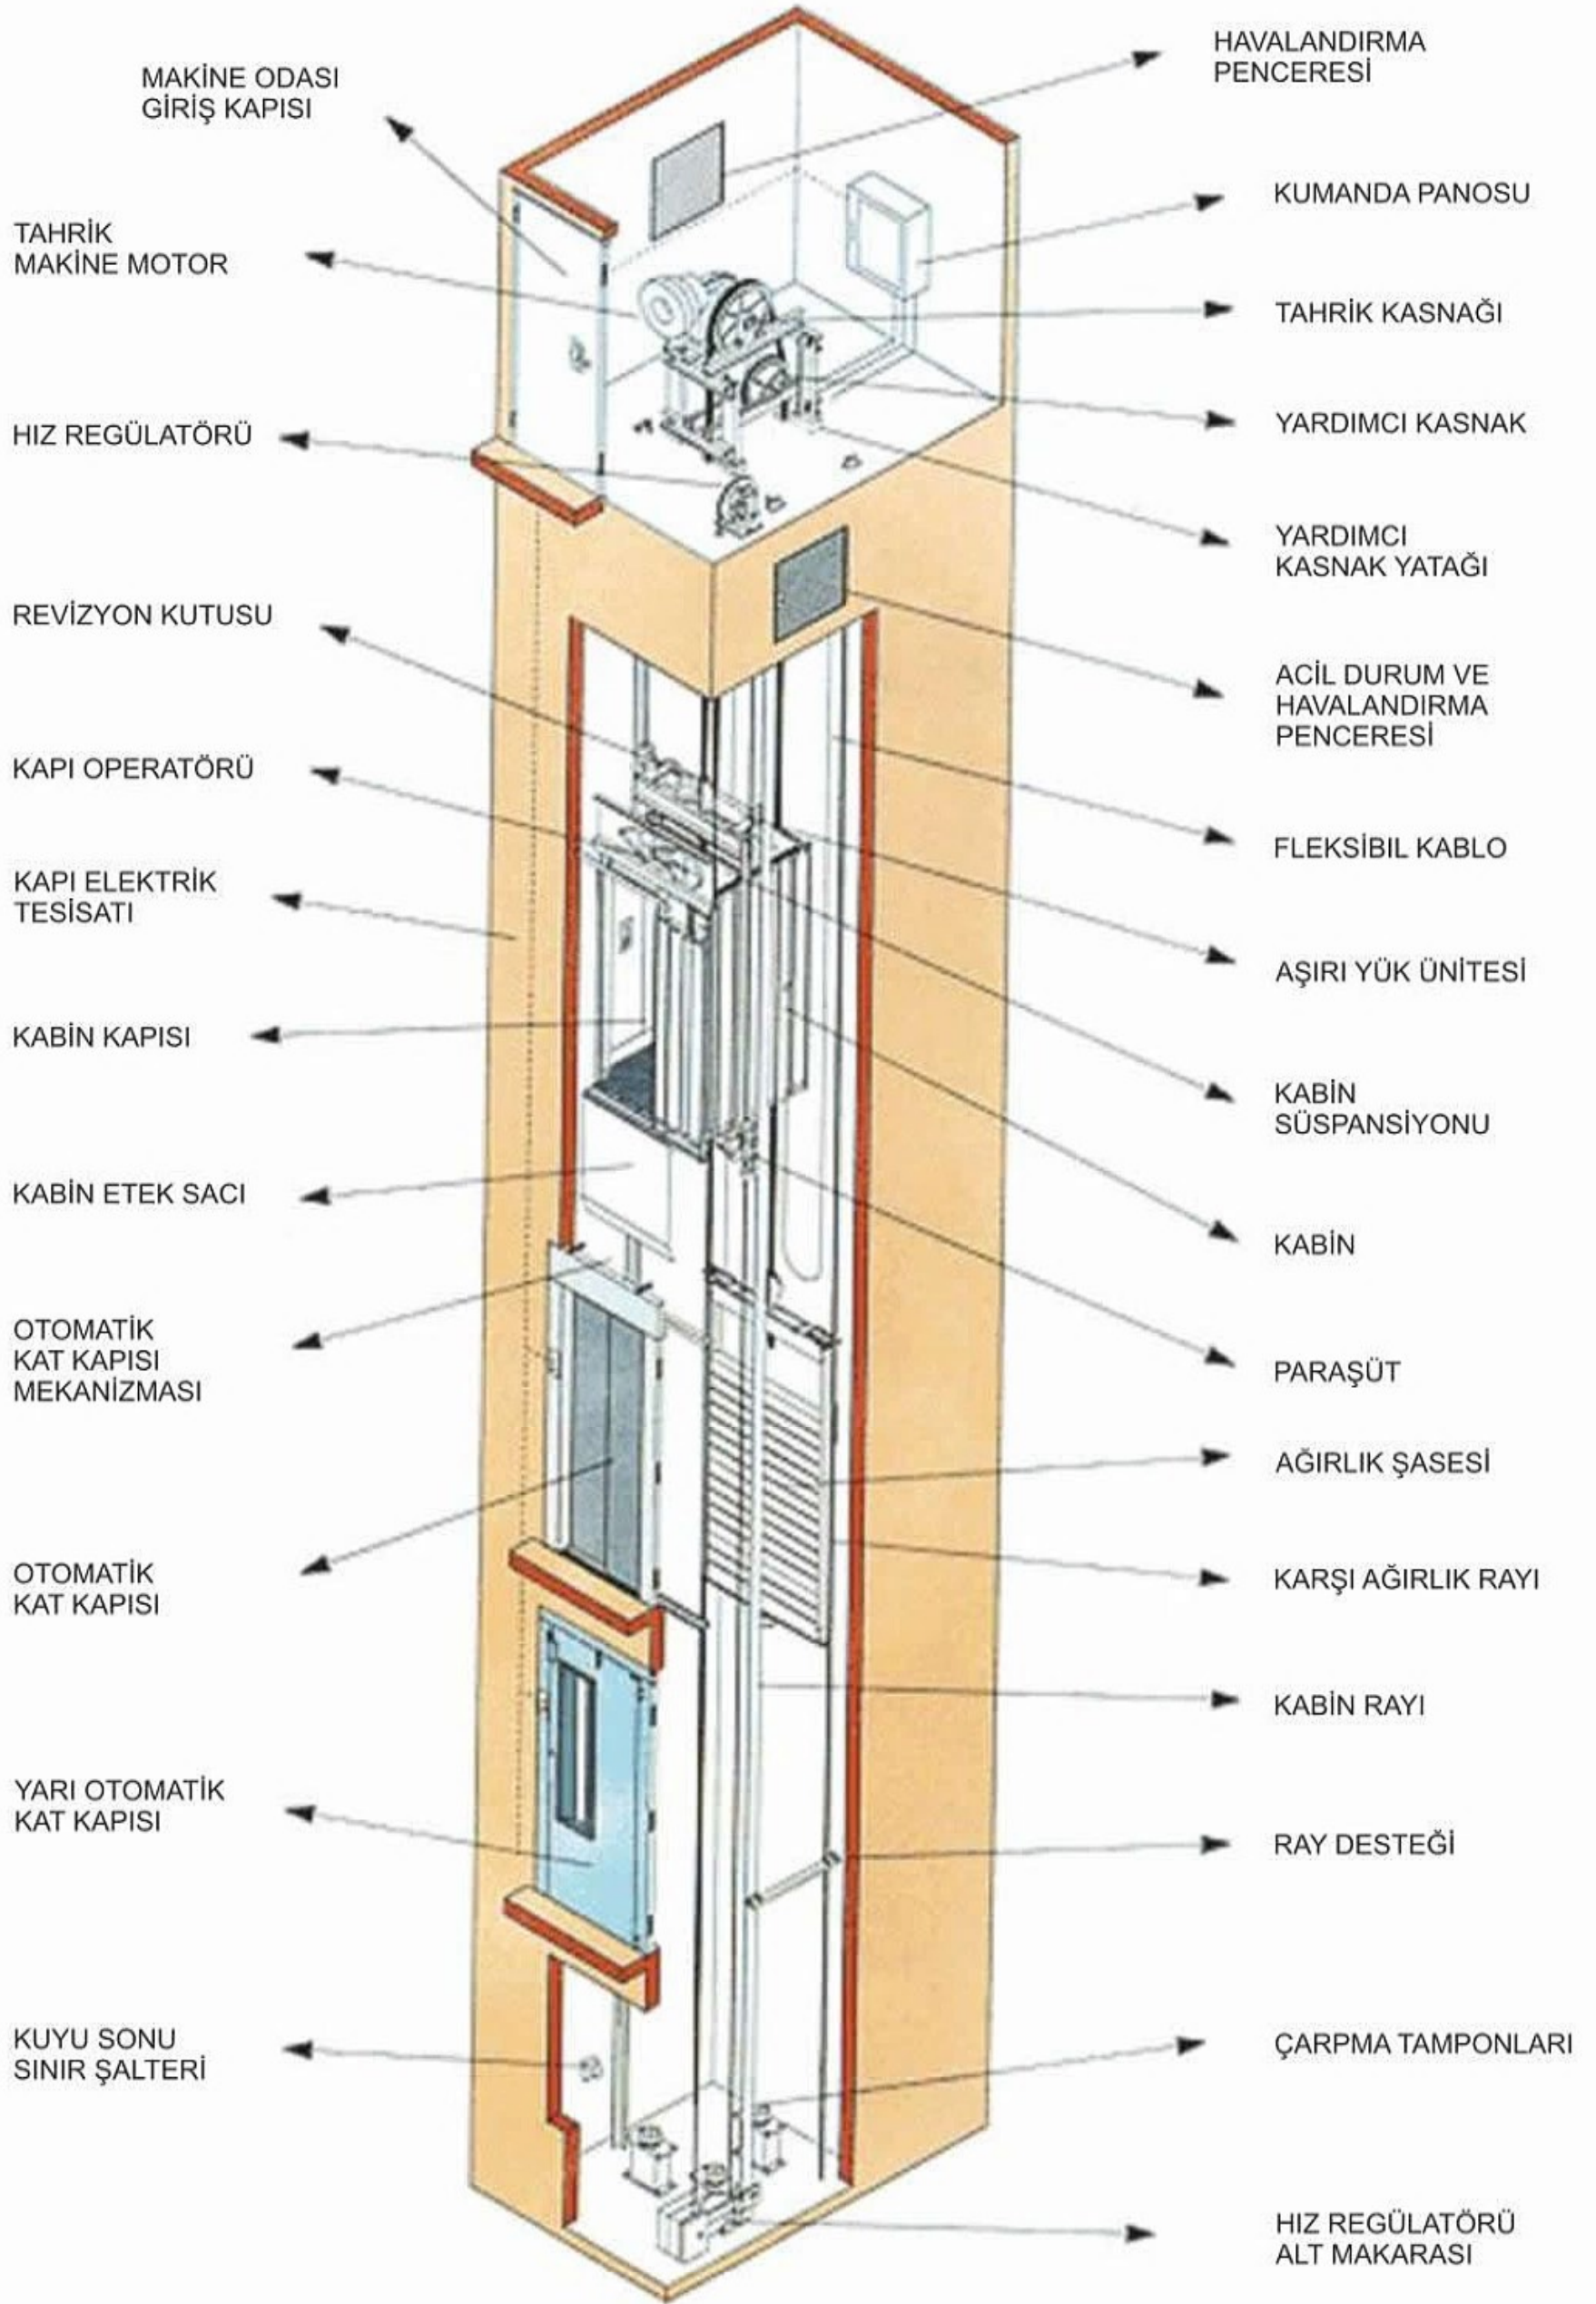 MAKİNE ODASI
GİRİŞ KAPISI
TAHRİK
MAKİNE MOTOR
HIZ REGÜLATÖRÜ
REVİZYON KUTUSU
KAPI OPERATÖRÜ
KAPI ELEKTRİK
TESİSATI
KABİN KAPISI
KABİN ETEK SACI
OTOMATİK
KAT KAPISI
MEKANİZMASI
OTOMATİK
KAT KAPISI
YARI OTOMATİK
KAT KAPISI
KUYU SONU
SINIR ŞALTERİ
HAVALANDIRMA
PENCERESİ
KUMANDA PANOSU
TAHRİK KASNAĞI
YARDIMCI KASNAK
YARDIMCI
KASNAK YATAĞI
ACİL DURUM VE
HAVALANDIRMA
PENCERESİ
FLEKSİBIL KABLO
AŞIRI YÜK ÜNİTESİ
KABİN
SÜSPANSİYONU
KABİN
PARAŞÜT
AĞIRLIK ŞASESİ
KARŞI AĞIRLIK RAYI
KABİN RAYI
RAY DESTEĞİ
ÇARPMA TAMPONLARI
HIZ REGÜLATÖRÜ
ALT MAKARASI